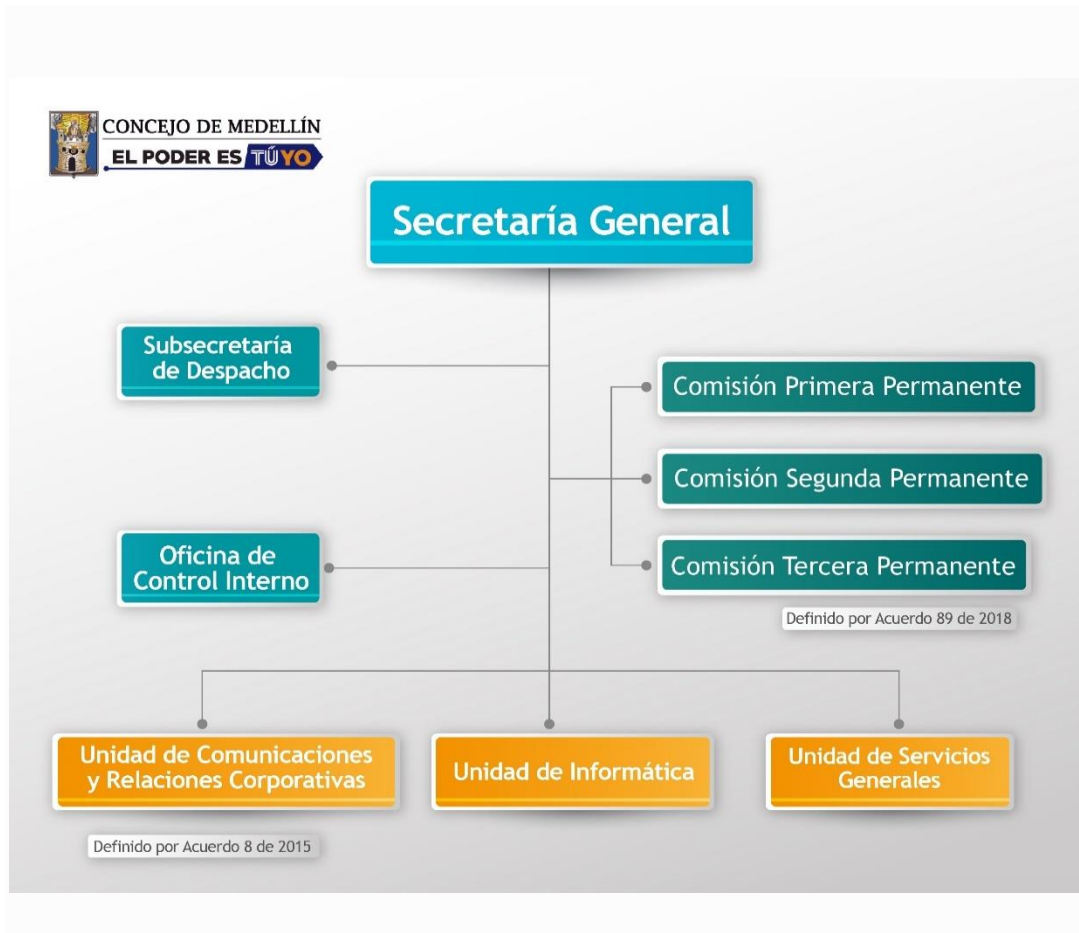 CONCEJO DE MEDELLÍN
EL PODER ES TÚYO
Secretaría General
Subsecretaría
de Despacho
Comisión Primera Permanente
Comisión Segunda Permanente
Oficina de
Control Interno
Comisión Tercera Permanente
Definido por Acuerdo 89 de 2018
Unidad de Comunicaciones
y Relaciones Corporativas
Unidad de Informática
Unidad de Servicios
Generales
Definido por Acuerdo 8 de 2015